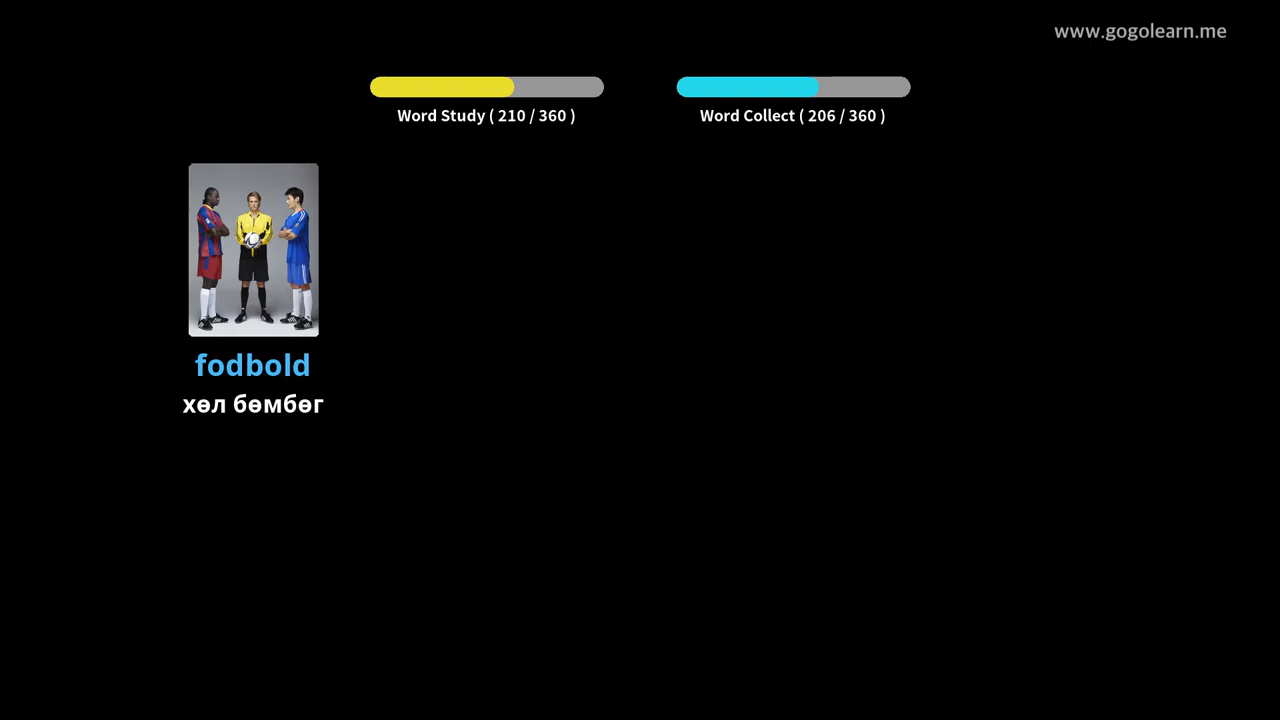 www.gogolearn.me
Word Study ( 210 / 360 )
Word Collect ( 206 / 360 )
fodbold
хөл бөмбөг